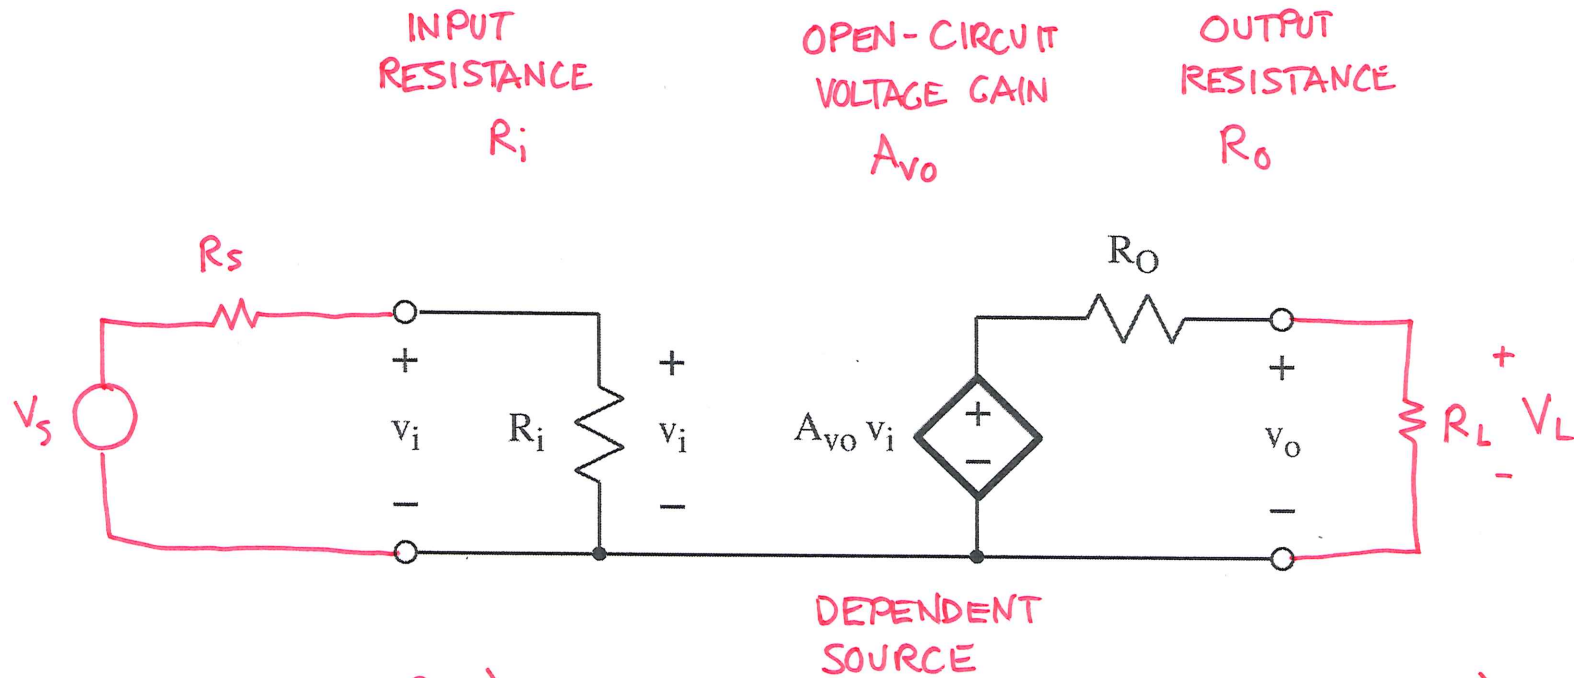 INPUT
RESISTANCE
Ri
OPEN-CIRCUIT
VOLTAGE GAIN
Avo
OUTPUT
RESISTANCE
Ro
Rs
RO
Vs
+
vi
−
Ri
+
vi
−
Avo vi
+
−
+
vo
−
RL
+
VL
-
DEPENDENT
SOURCE